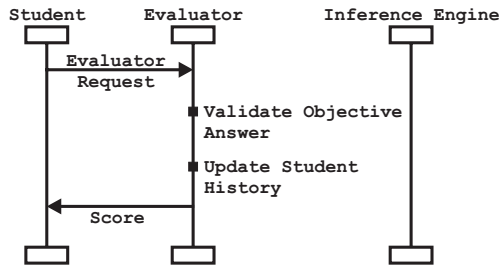 Student Evaluator Inference Engine
Evaluator
Request
Validate Objective
Answer
Update Student
History
Score